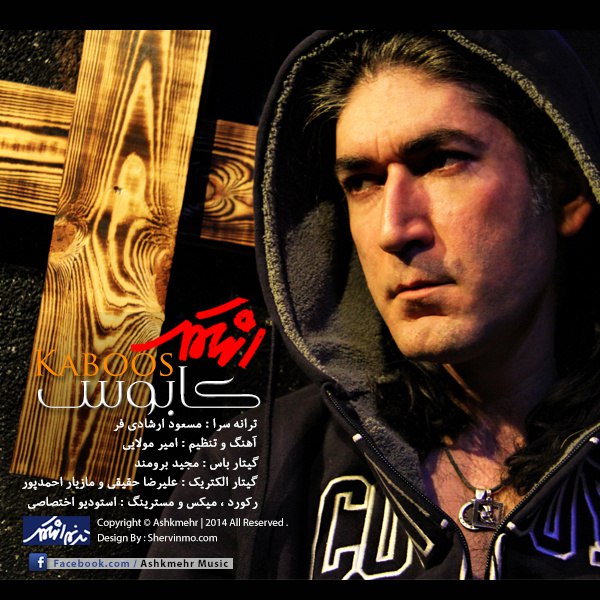 اشکمهر
KABOOS
کابوس
ترانه سرا : مسعود ارشادی فر
آهنگ و تنظیم : امیر مولایی
گیتار باس : مجید برومند
گیتار الکتریک : علیرضا حقیقی و مازیار احمدپور
رکورد ، میکس و مسترینگ : استودیو اختصاصی
Copyright © Ashkmehr | 2014 All Reserved .
Design By : Shervinmo.com
Facebook.com / Ashkmehr Music